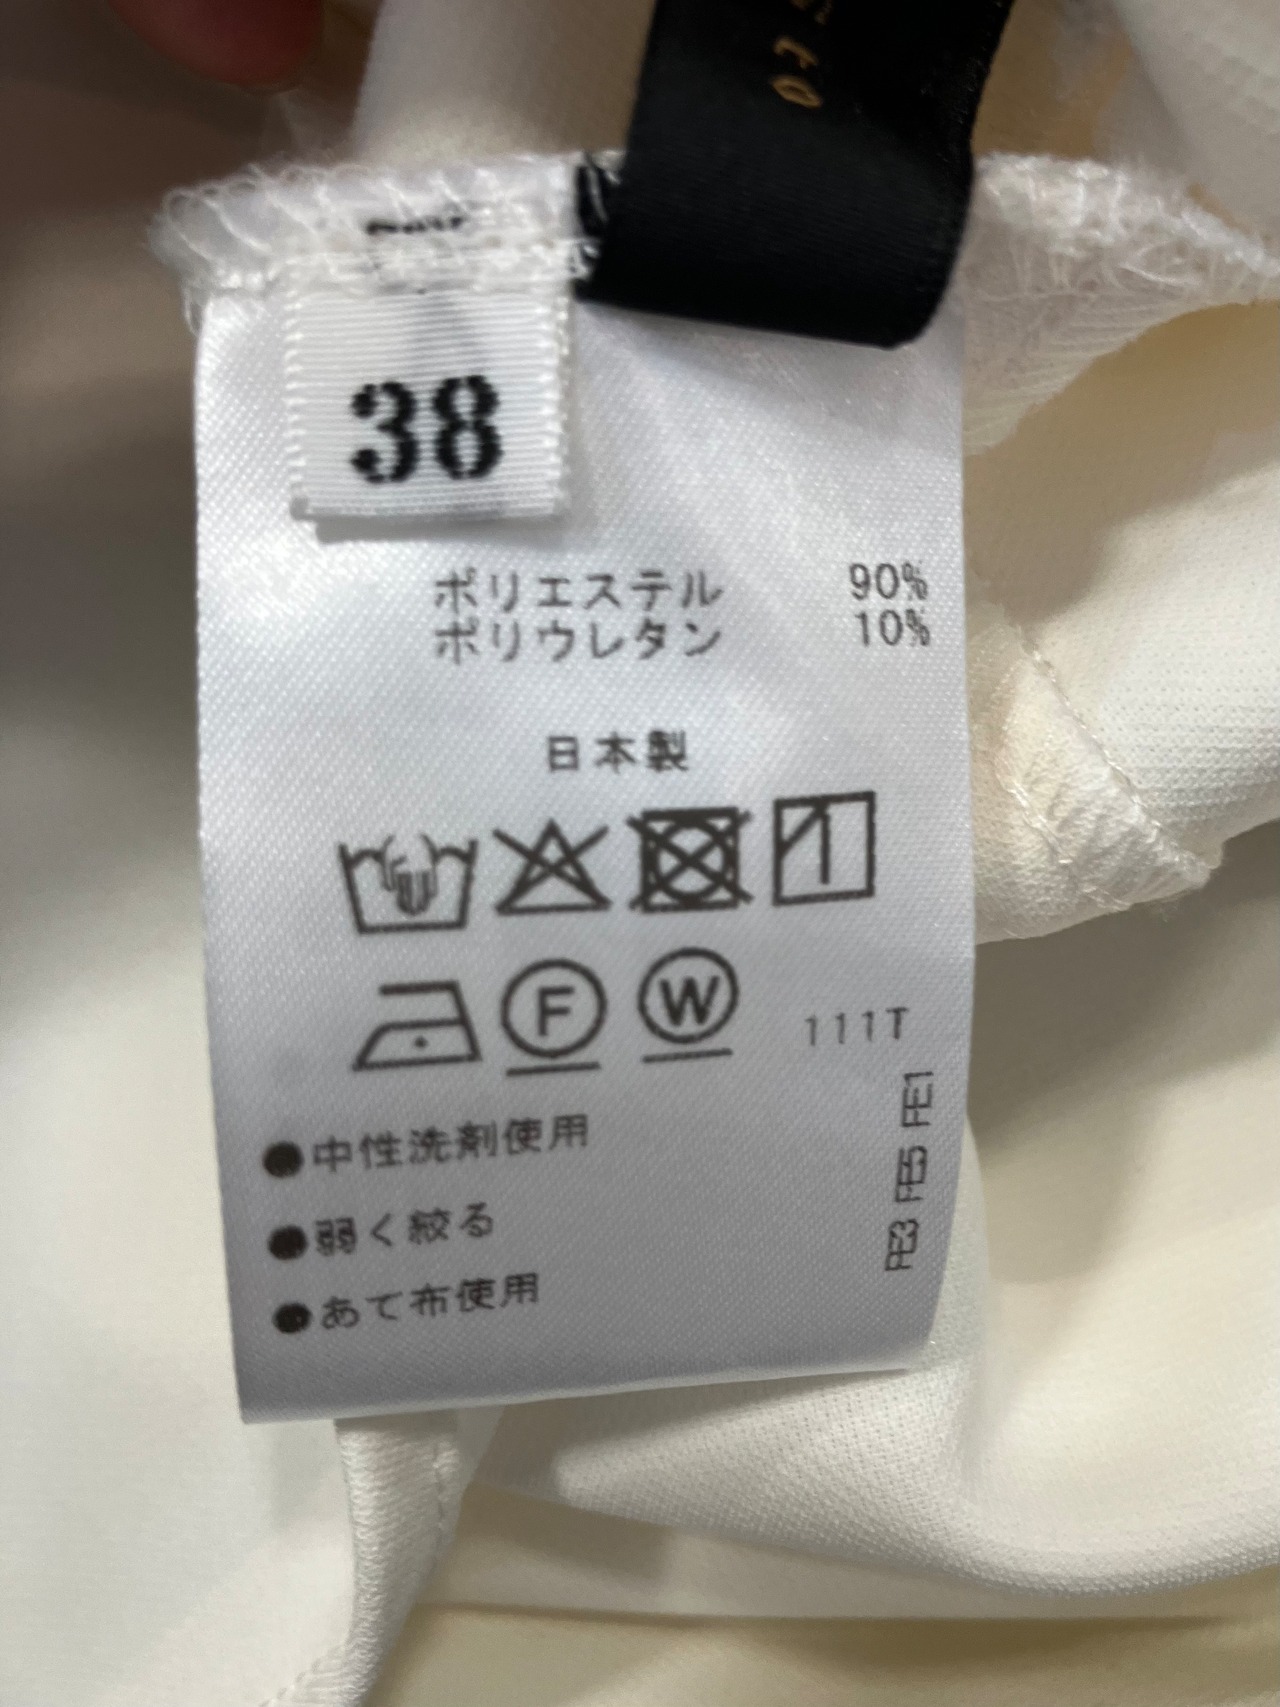 38
ポリエステル 90%
ポリウレタン 10%
日本製
F W 111T
FE3 FE5 FE1
●中性洗剤使用
●弱く絞る
●あて布使用